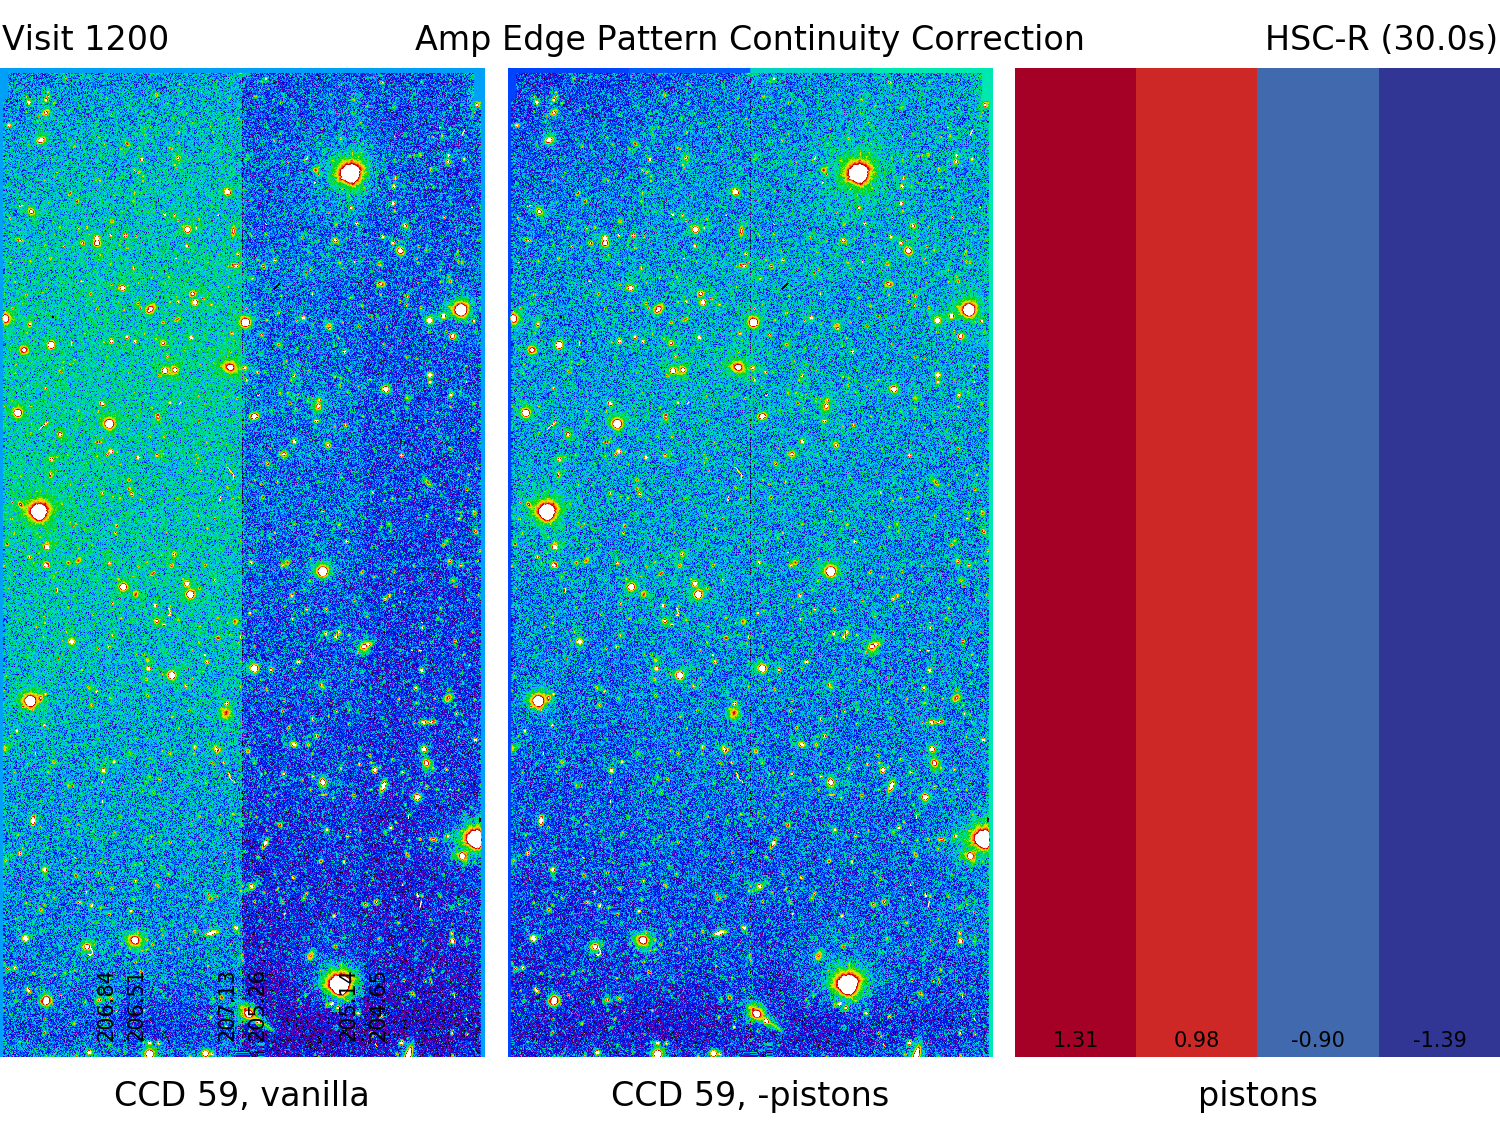 Visit 1200 Amp Edge Pattern Continuity Correction HSC-R (30.0s)
206.84
206.51
207.13
205.26
205.14
204.65
1.31 0.98 -0.90 -1.39
CCD 59, vanilla CCD 59, -pistons pistons